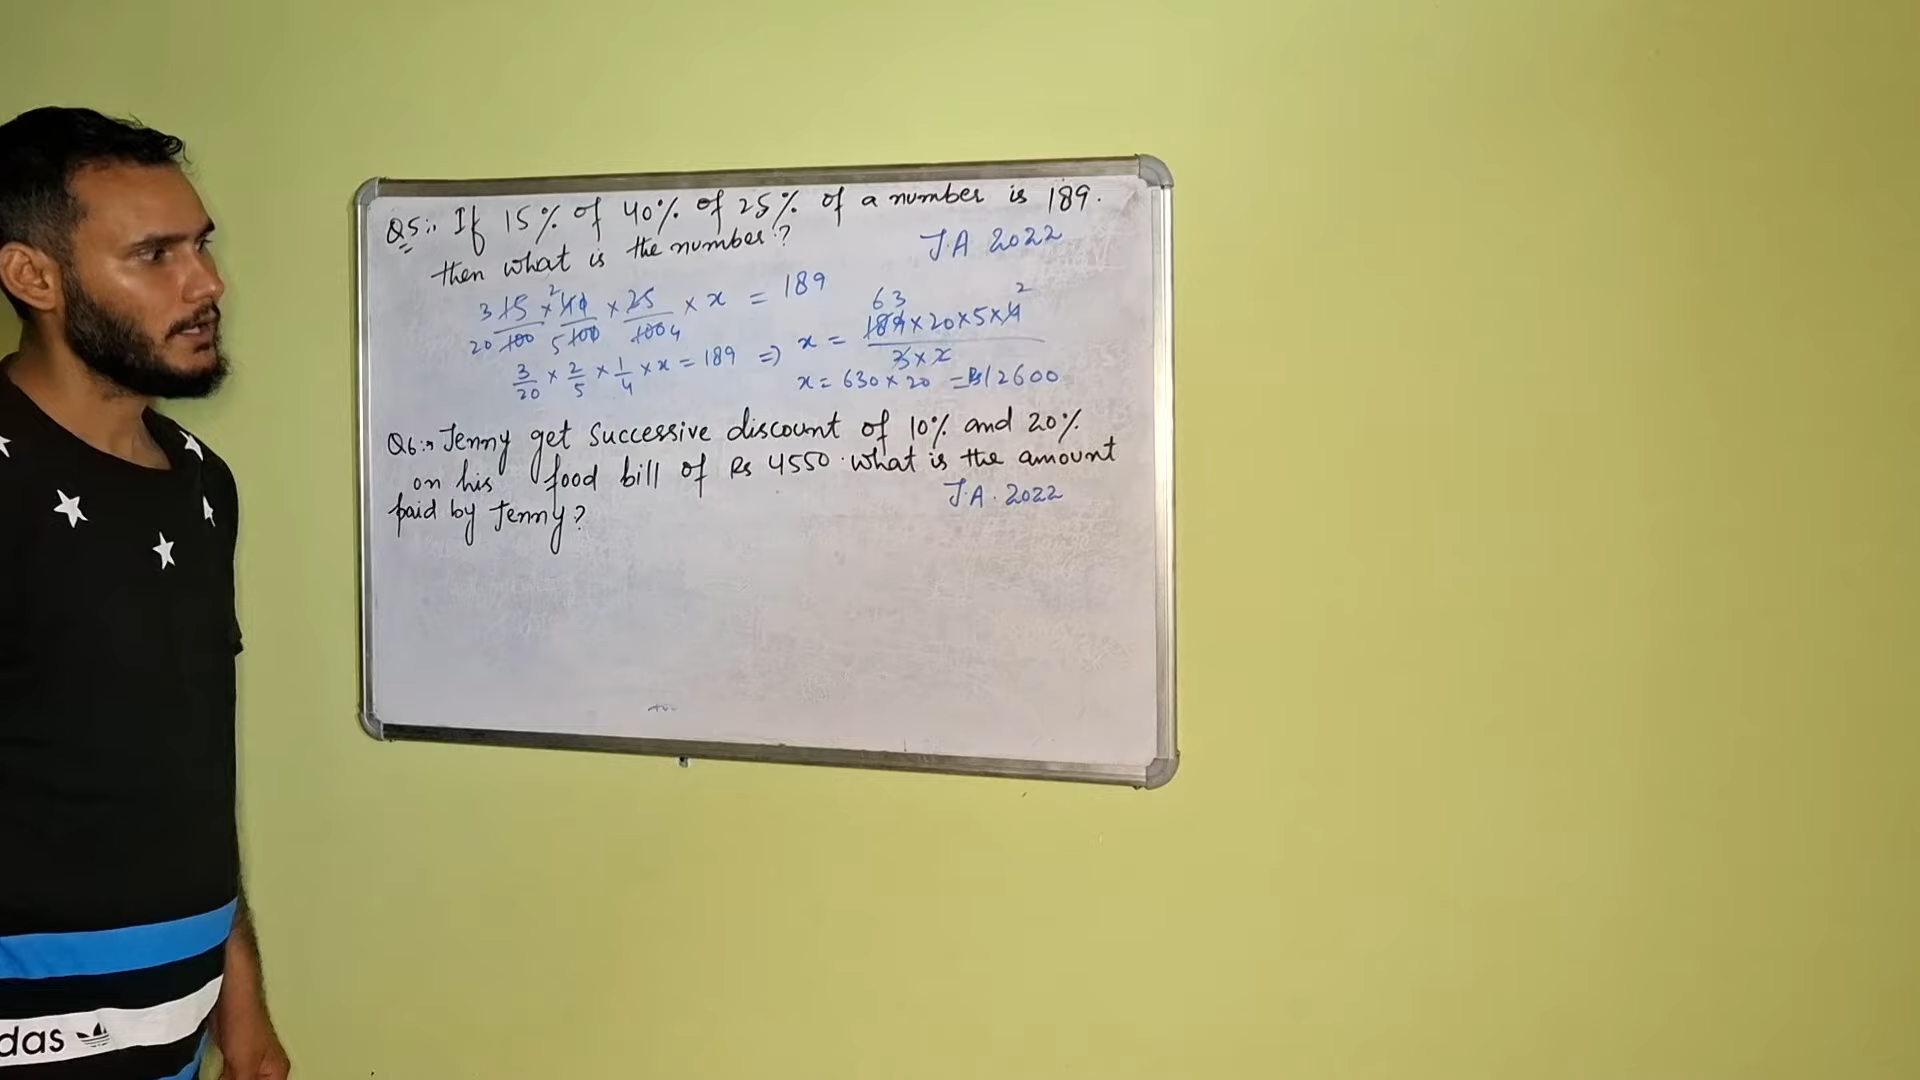 Q5:. If 15% of 40% of 25% of a number is 189.
then what is the number.?
J.A 2022
3 15 × 2 40 × 25 × x = 189
20 100 5 100 100 4
3/20 × 2/5 × 1/4 × x = 189 ⇒
63 2
x = 189×20×5×4
3×2
x = 630×20 = Rs12600
Q6:. Jenny get successive discount of 10% and 20%
on his food bill of Rs 4550. what is the amount
paid by Jenny?
J.A. 2022
das